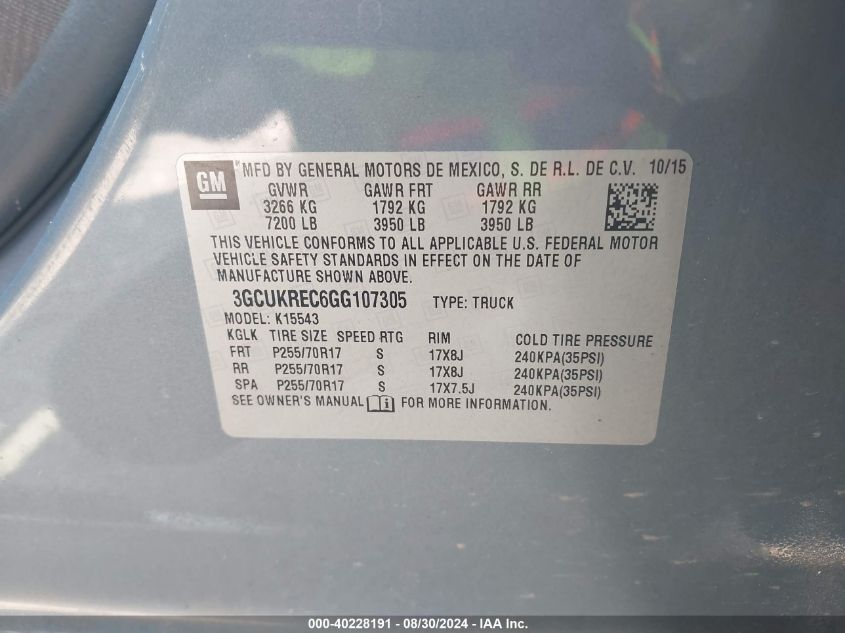 GM
MFD BY GENERAL MOTORS DE MEXICO, S. DE R.L. DE C.V. 10/15
GVWR GAWR FRT GAWR RR
3266 KG 1792 KG 1792 KG
7200 LB 3950 LB 3950 LB
THIS VEHICLE CONFORMS TO ALL APPLICABLE U.S. FEDERAL MOTOR
VEHICLE SAFETY STANDARDS IN EFFECT ON THE DATE OF
MANUFACTURE SHOWN ABOVE.
3GCUKREC6GG107305 TYPE: TRUCK
MODEL: K15543
KGLK TIRE SIZE SPEED RTG RIM COLD TIRE PRESSURE
FRT P255/70R17 S 17X8J 240KPA(35PSI)
RR P255/70R17 S 17X8J 240KPA(35PSI)
SPA P255/70R17 S 17X7.5J 240KPA(35PSI)
SEE OWNER'S MANUAL FOR MORE INFORMATION.
000-40228191 - 08/30/2024 - IAA Inc.